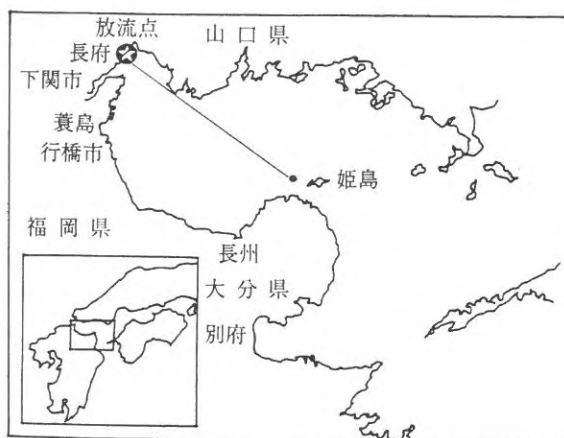 放流点
山口県
長府
下関市
蓑島
行橋市
姫島
福岡県
長州
大分県
別府